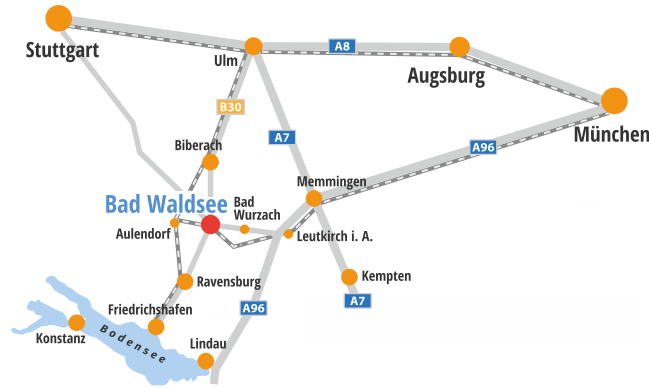 Stuttgart
Ulm
A8
Augsburg
München
B30
A7
A96
Biberach
Memmingen
Bad Waldsee
Bad
Wurzach
Aulendorf
Leutkirch i. A.
Ravensburg
Kempten
A7
Friedrichshafen
A96
Konstanz
Bodensee
Lindau